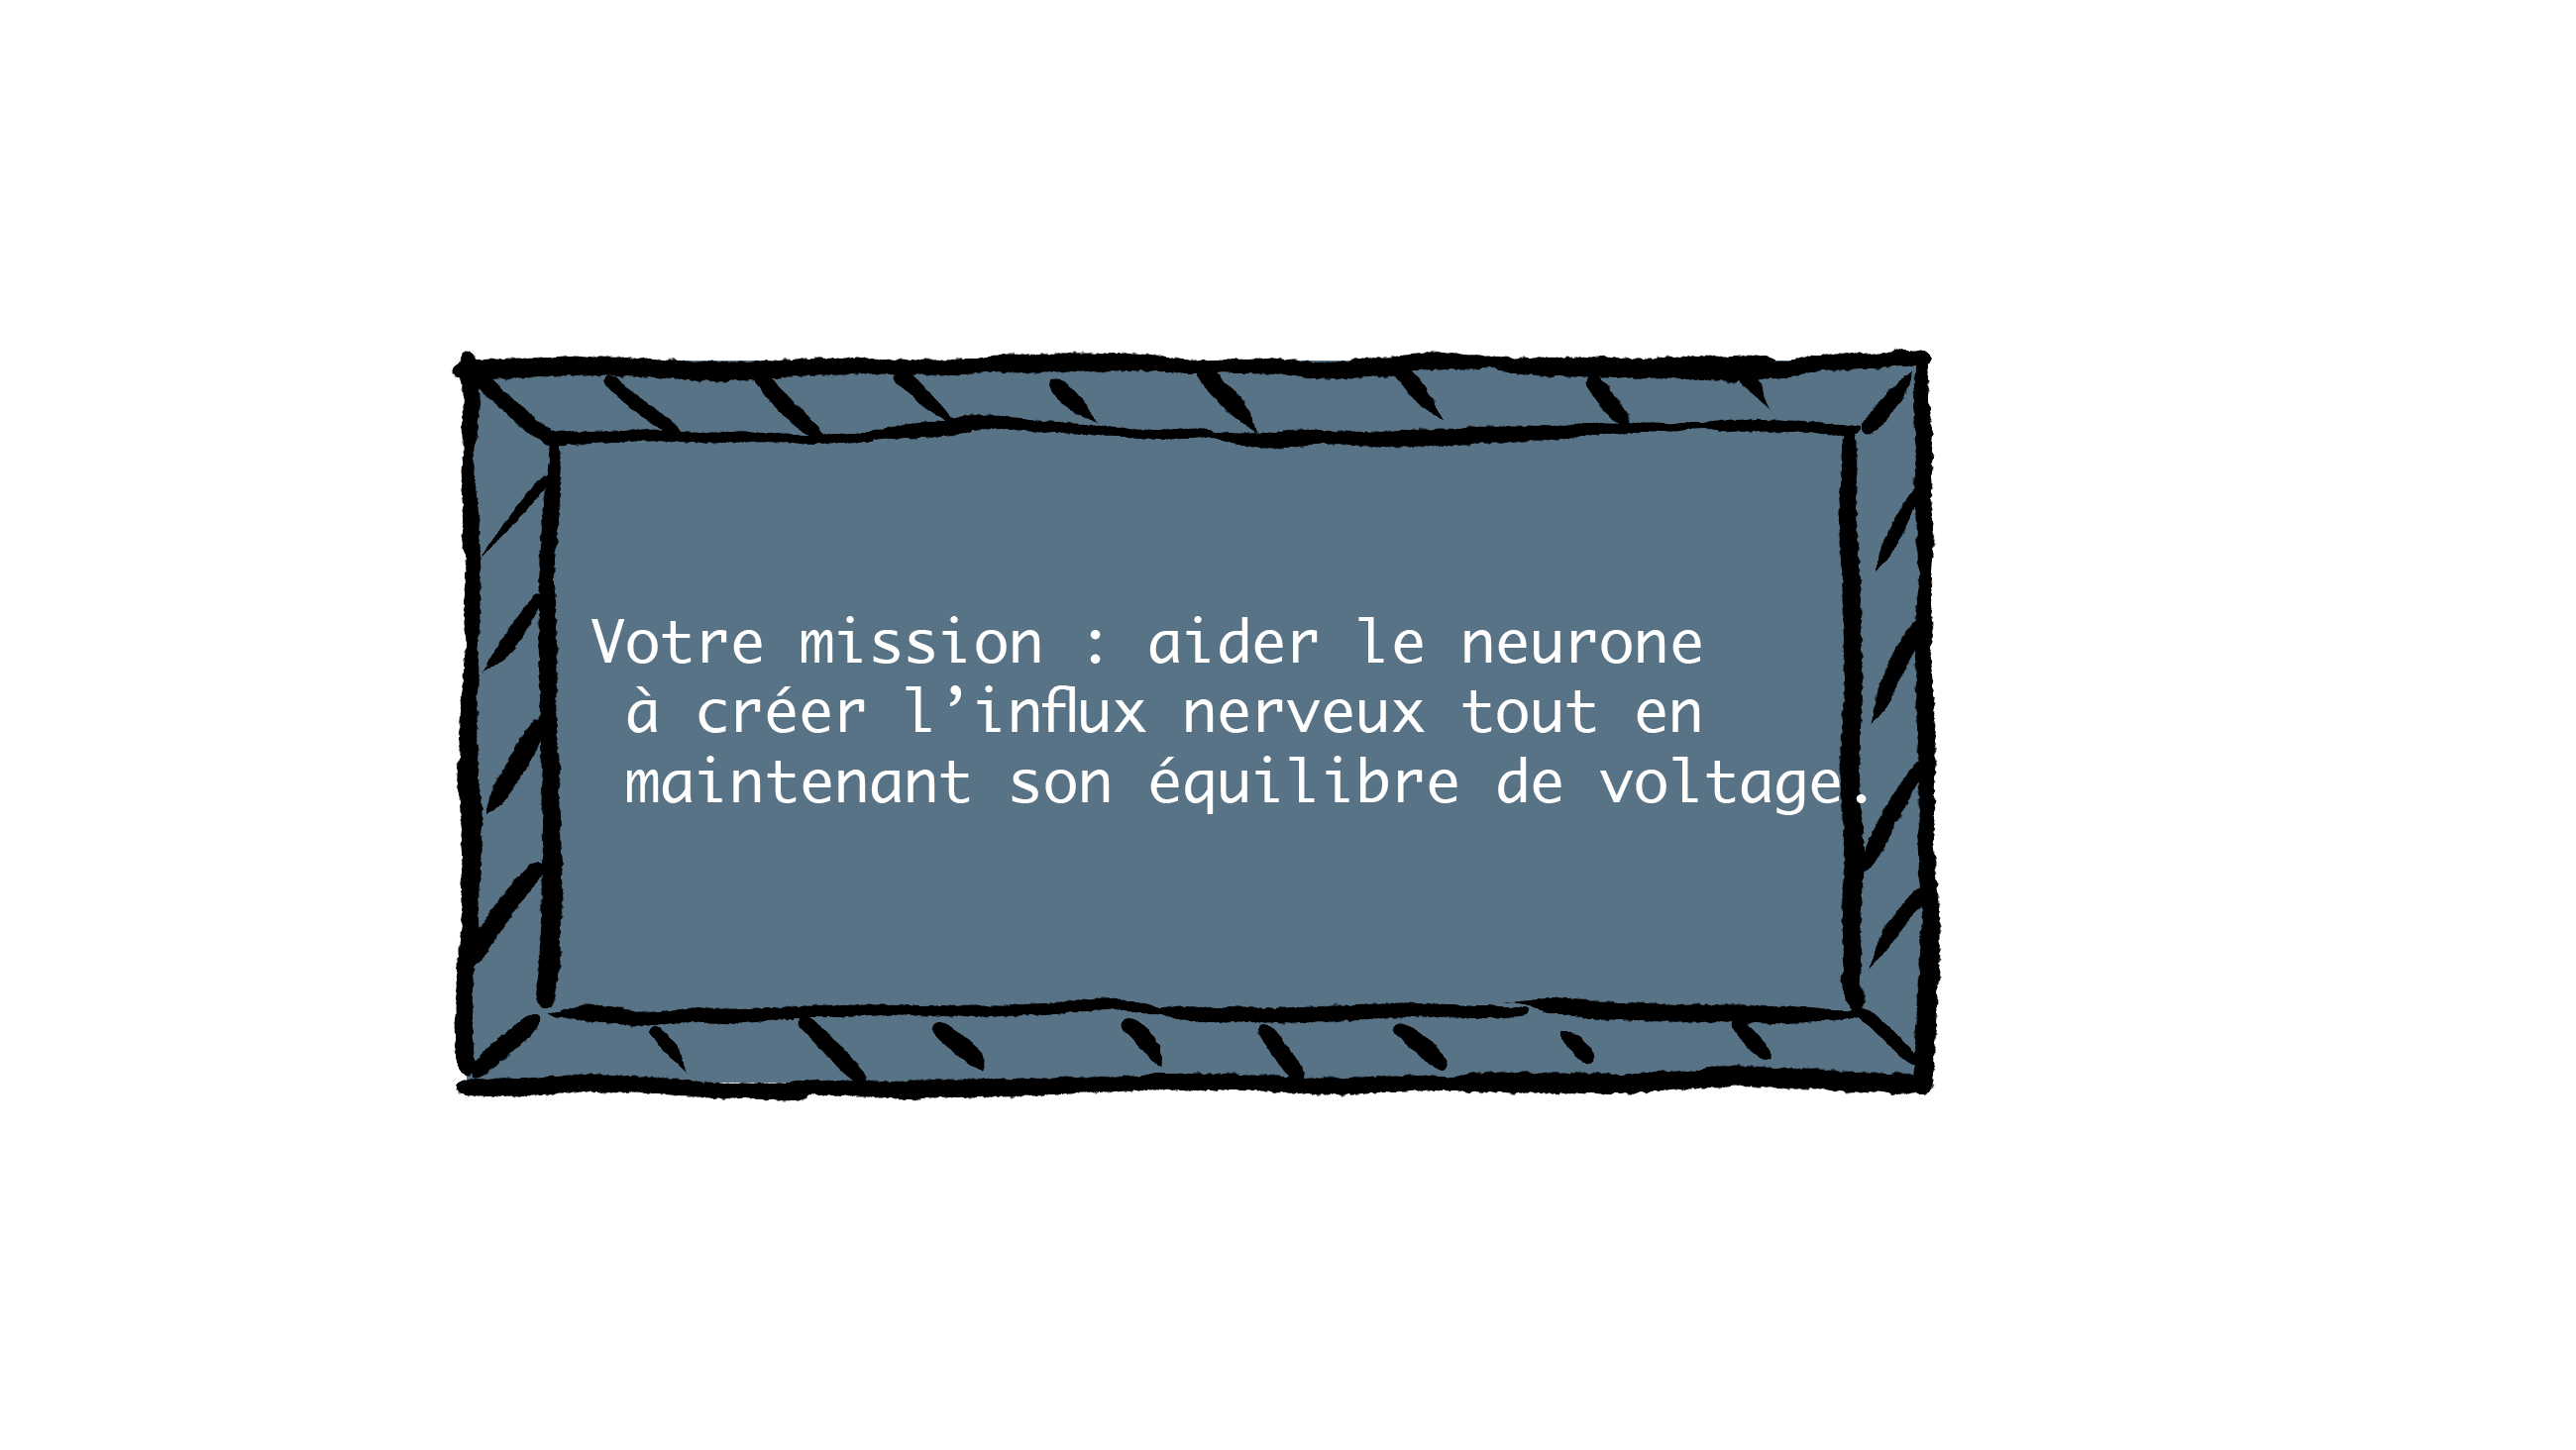 Votre mission : aider le neurone
à créer l’influx nerveux tout en
maintenant son équilibre de voltage.